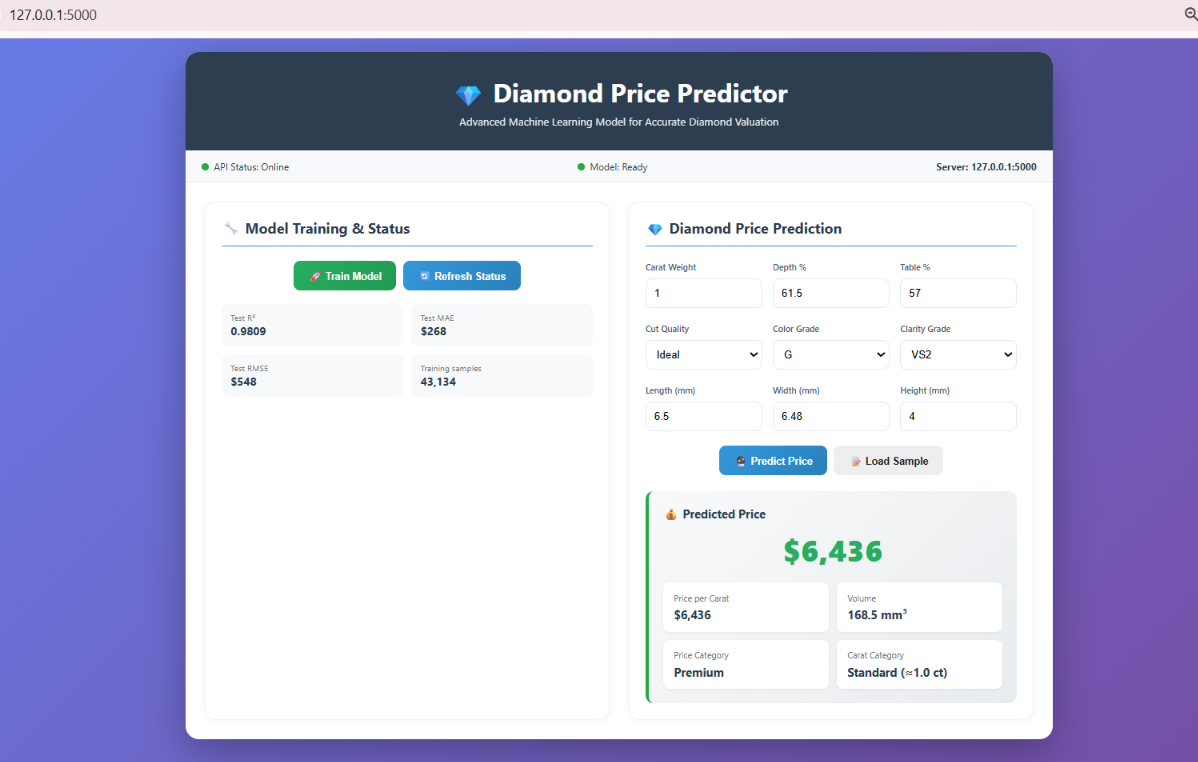 127.0.0.1:5000
Diamond Price Predictor
Advanced Machine Learning Model for Accurate Diamond Valuation
API Status: Online
Model: Ready
Server: 127.0.0.1:5000
Model Training & Status
Train Model
Refresh Status
Test R²
0.9809
Test MAE
$268
Test RMSE
$548
Training samples
43,134
Diamond Price Prediction
Carat Weight
Depth %
Table %
1
61.5
57
Cut Quality
Color Grade
Clarity Grade
Ideal
G
VS2
Length (mm)
Width (mm)
Height (mm)
6.5
6.48
4
Predict Price
Load Sample
Predicted Price
$6,436
Price per Carat
$6,436
Volume
168.5 mm³
Price Category
Premium
Carat Category
Standard (≈1.0 ct)